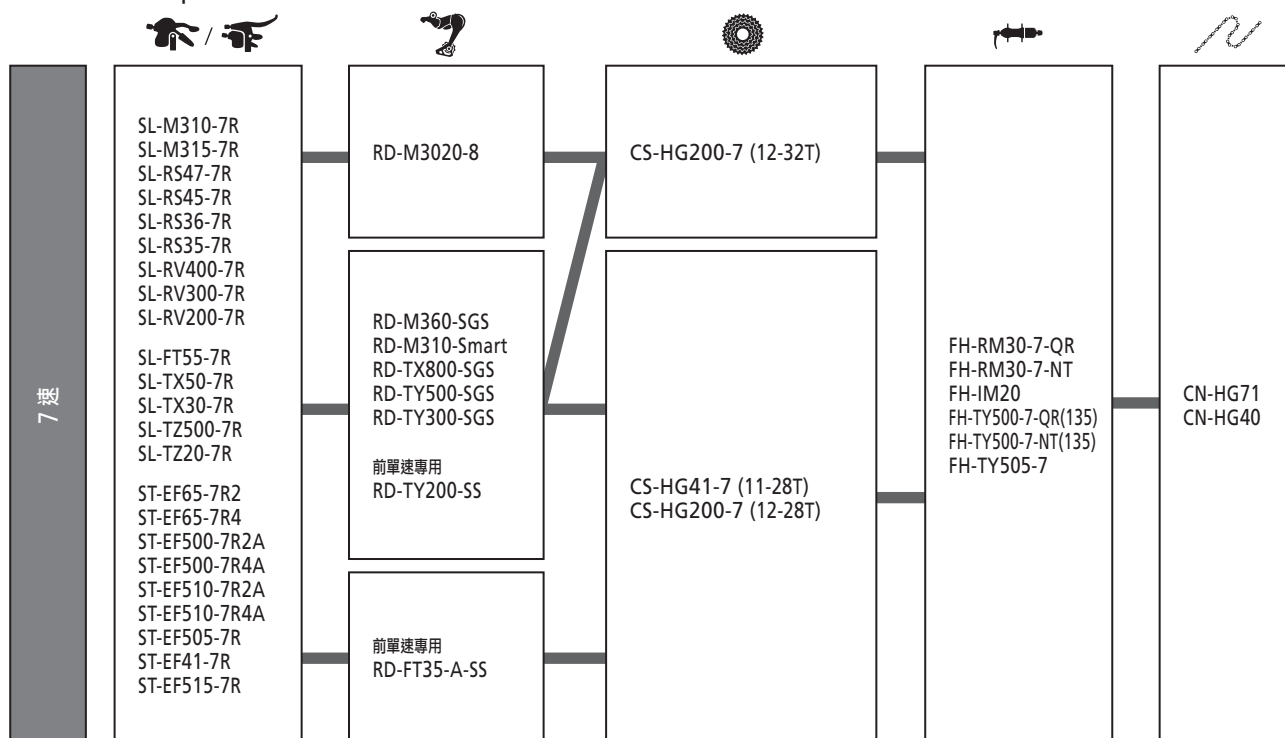 /
7 速
SL-M310-7R
SL-M315-7R
SL-RS47-7R
SL-RS45-7R
SL-RS36-7R
SL-RS35-7R
SL-RV400-7R
SL-RV300-7R
SL-RV200-7R
SL-FT55-7R
SL-TX50-7R
SL-TX30-7R
SL-TZ500-7R
SL-TZ20-7R
ST-EF65-7R2
ST-EF65-7R4
ST-EF500-7R2A
ST-EF500-7R4A
ST-EF510-7R2A
ST-EF510-7R4A
ST-EF505-7R
ST-EF41-7R
ST-EF515-7R
RD-M3020-8
RD-M360-SGS
RD-M310-Smart
RD-TX800-SGS
RD-TY500-SGS
RD-TY300-SGS
前單速專用
RD-TY200-SS
前單速專用
RD-FT35-A-SS
CS-HG200-7 (12-32T)
CS-HG41-7 (11-28T)
CS-HG200-7 (12-28T)
FH-RM30-7-QR
FH-RM30-7-NT
FH-IM20
FH-TY500-7-QR(135)
FH-TY500-7-NT(135)
FH-TY505-7
CN-HG71
CN-HG40